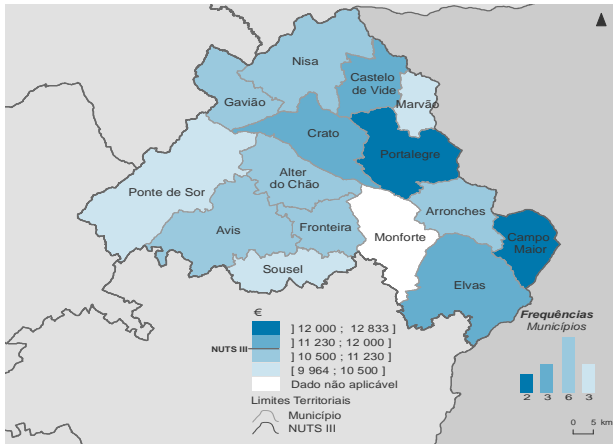 Nisa
Castelo
de Vide
Gavião
Marvão
Crato
Portalegre
Ponte de Sor
Alter
do Chão
Arronches
Avis
Fronteira
Monforte
Campo
Maior
Sousel
Elvas
€
] 12 000 ; 12 833 ]
] 11 230 ; 12 000 ]
NUTS III
] 10 500 ; 11 230 ]
[ 9 964 ; 10 500 ]
Dado não aplicável
Limites Territoriais
Município
NUTS III
Frequências
Municípios
2 3 6 3
0 5 km